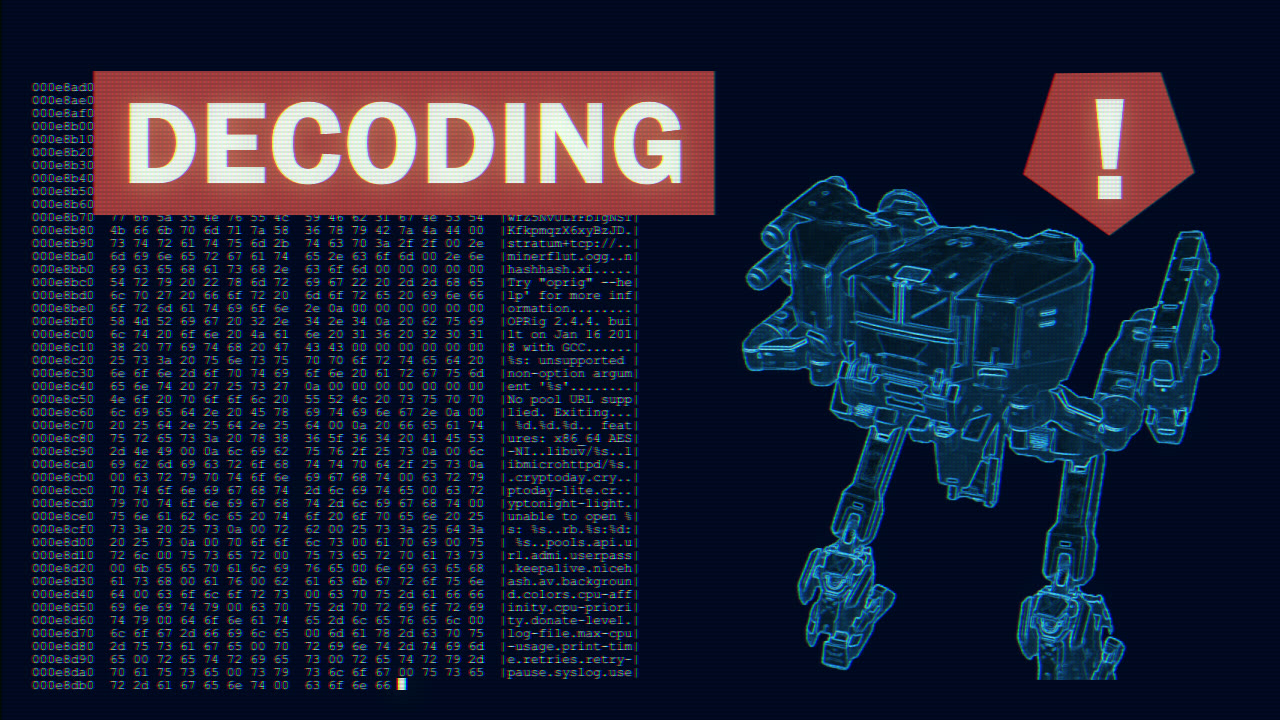 DECODING
!
000e8ad0
000e8ae0
000e8af0
000e8b00
000e8b10
000e8b20
000e8b30
000e8b40
000e8b50
000e8b60
000e8b70 77 66 5a 35 4e 76 55 4c 59 46 62 31 67 4e 53 54 |WfZ5NVULYFb1gNST
000e8b80 4b 66 6b 70 6d 71 7a 58 36 78 79 42 7a 4a 44 00 |KfkpmqzX6xyBzJD.|
000e8b90 73 74 72 61 74 75 6d 2b 74 63 70 3a 2f 2f 00 2e |stratum+tcp://..|
000e8ba0 6d 69 6e 65 72 67 61 74 65 2e 63 6f 6d 00 2e 6e |minerflut.ogg..n|
000e8bb0 69 63 65 68 61 73 68 2e 63 6f 6d 00 00 00 00 00 |hashhash.xi.....|
000e8bc0 54 72 79 20 22 78 6d 72 69 67 22 20 2d 2d 68 65 |Try "oprig" --he|
000e8bd0 6c 70 27 20 66 6f 72 20 6d 6f 72 65 20 69 6e 66 |lp' for more inf|
000e8be0 6f 72 6d 61 74 69 6f 6e 2e 0a 00 00 00 00 00 00 |ormation........|
000e8bf0 58 4d 52 69 67 20 32 2e 34 2e 34 0a 20 62 75 69 |OPRig 2.4.4. bui|
000e8c00 6c 74 20 6f 6e 20 4a 61 6e 20 31 36 20 32 30 31 |lt on Jan 16 201|
000e8c10 38 20 77 69 74 68 20 47 43 43 00 00 00 00 00 00 |8 with GCC......|
000e8c20 25 73 3a 20 75 6e 73 75 70 70 6f 72 74 65 64 20 |%s: unsupported |
000e8c30 6e 6f 6e 2d 6f 70 74 69 6f 6e 20 61 72 67 75 6d |non-option argum|
000e8c40 65 6e 74 20 27 25 73 27 0a 00 00 00 00 00 00 00 |ent '%s'........|
000e8c50 4e 6f 20 70 6f 6f 6c 20 55 52 4c 20 73 75 70 70 |No pool URL supp|
000e8c60 6c 69 65 64 2e 20 45 78 69 74 69 6e 67 2e 0a 00 |lied. Exiting...|
000e8c70 20 25 64 2e 25 64 2e 25 64 00 0a 20 66 65 61 74 | %d.%d.%d.. feat|
000e8c80 75 72 65 73 3a 20 78 38 36 5f 36 34 20 41 45 53 |ures: x86_64 AES|
000e8c90 2d 4e 49 00 0a 6c 69 62 75 76 2f 25 73 0a 00 6c |-NI..libuv/%s..l|
000e8ca0 69 62 6d 69 63 72 6f 68 74 74 70 64 2f 25 73 0a |ibmicrohttpd/%s.|
000e8cb0 00 63 72 79 70 74 6f 6e 69 67 68 74 00 63 72 79 |.cryptoday.cry..|
000e8cc0 70 74 6f 6e 69 67 68 74 2d 6c 69 74 65 00 63 72 |ptoday-lite.cr..|
000e8cd0 79 70 74 6f 6e 69 67 68 74 2d 6c 69 67 68 74 00 |yptonight-light.|
000e8ce0 75 6e 61 62 6c 65 20 74 6f 20 6f 70 65 6e 20 25 |unable to open %|
000e8cf0 73 3a 20 25 73 0a 00 72 62 00 25 73 3a 25 64 3a |s: %s..rb.%s:%d:|
000e8d00 20 25 73 0a 00 70 6f 6f 6c 73 00 61 70 69 00 75 | %s..pools.api.u|
000e8d10 72 6c 00 75 73 65 72 00 75 73 65 72 70 61 73 73 |rl.admi.userpass|
000e8d20 00 6b 65 65 70 61 6c 69 76 65 00 6e 69 63 65 68 |.keepalive.niceh|
000e8d30 61 73 68 00 61 76 00 62 61 63 6b 67 72 6f 75 6e |ash.av.backgroun|
000e8d40 64 00 63 6f 6c 6f 72 73 00 63 70 75 2d 61 66 66 |d.colors.cpu-aff|
000e8d50 69 6e 69 74 79 00 63 70 75 2d 70 72 69 6f 72 69 |inity.cpu-priori|
000e8d60 74 79 00 64 6f 6e 61 74 65 2d 6c 65 76 65 6c 00 |ty.donate-level.|
000e8d70 6c 6f 67 2d 66 69 6c 65 00 6d 61 78 2d 63 70 75 |log-file.max-cpu|
000e8d80 2d 75 73 61 67 65 00 70 72 69 6e 74 2d 74 69 6d |-usage.print-tim|
000e8d90 65 00 72 65 74 72 69 65 73 00 72 65 74 72 79 2d |e.retries.retry-|
000e8da0 70 61 75 73 65 00 73 79 73 6c 6f 67 00 75 73 65 |pause.syslog.use|
000e8db0 72 2d 61 67 65 6e 74 00 63 6f 6e 66